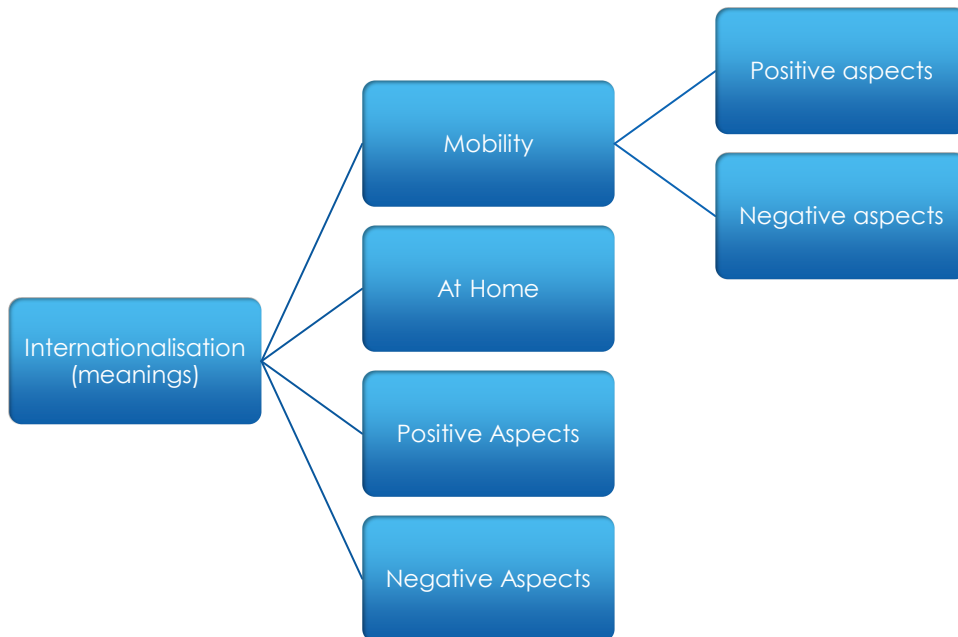 Internationalisation
(meanings)
Mobility
Positive aspects
Negative aspects
At Home
Positive Aspects
Negative Aspects